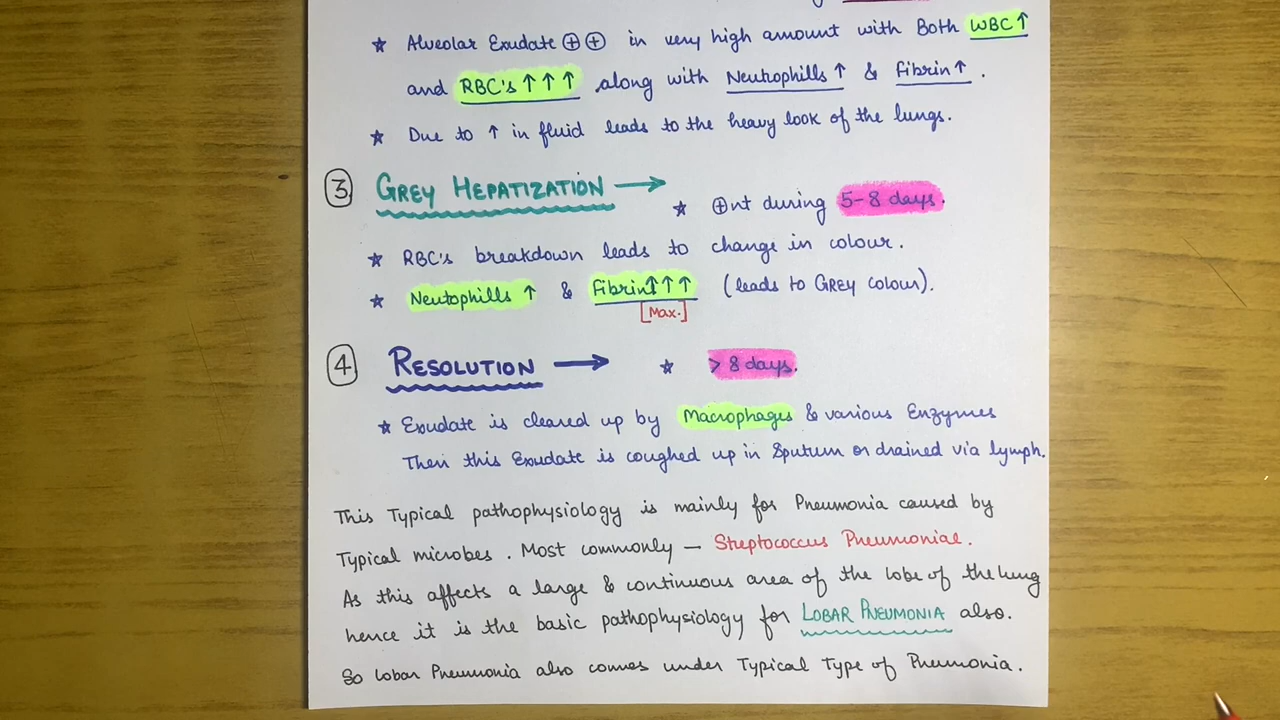 ★ Alveolar Exudate ⊕⊕ in very high amount with Both WBC↑
and RBC's ↑↑↑ along with Neutrophills ↑ & Fibrin ↑ .
★ Due to ↑ in fluid leads to the heavy look of the lungs.
③ GREY HEPATIZATION →
★ ⊕nt during 5-8 days.
★ RBC's breakdown leads to change in colour.
★ Neutophills ↑ & Fibrin↑↑↑ (leads to GREY colour).
[Max.]
④ RESOLUTION → ★ > 8 days.
★ Exudate is cleared up by Macrophages & various Enzymes
Then this Exudate is coughed up in Sputum or drained via lymph.
This Typical pathophysiology is mainly for Pneumonia caused by
Typical microbes . Most commonly — Streptococcus Pneumoniae.
As this affects a large & continuous area of the lobe of the lung
hence it is the basic pathophysiology for LOBAR PNEUMONIA also.
So lobar Pneumonia also comes under Typical Type of Pneumonia.